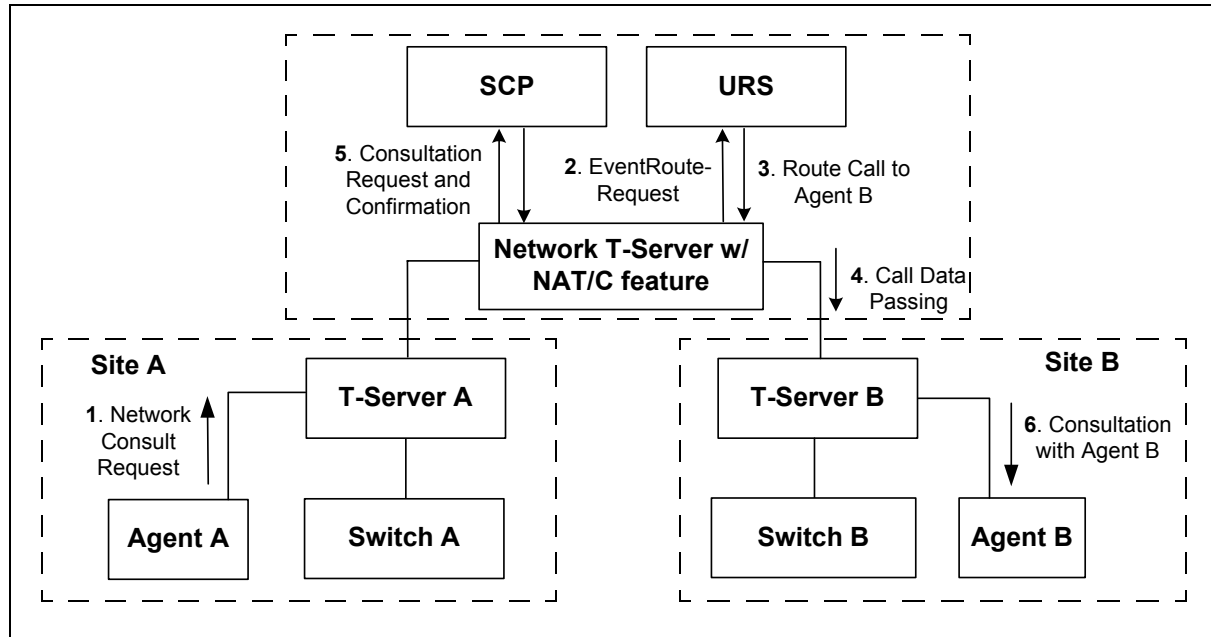 SCP
URS
5. Consultation
Request and
Confirmation
2. EventRoute-
Request
3. Route Call to
Agent B
Network T-Server w/
NAT/C feature
4. Call Data
Passing
Site A
T-Server A
1. Network
Consult
Request
Agent A
Switch A
Site B
T-Server B
6. Consultation
with Agent B
Switch B
Agent B